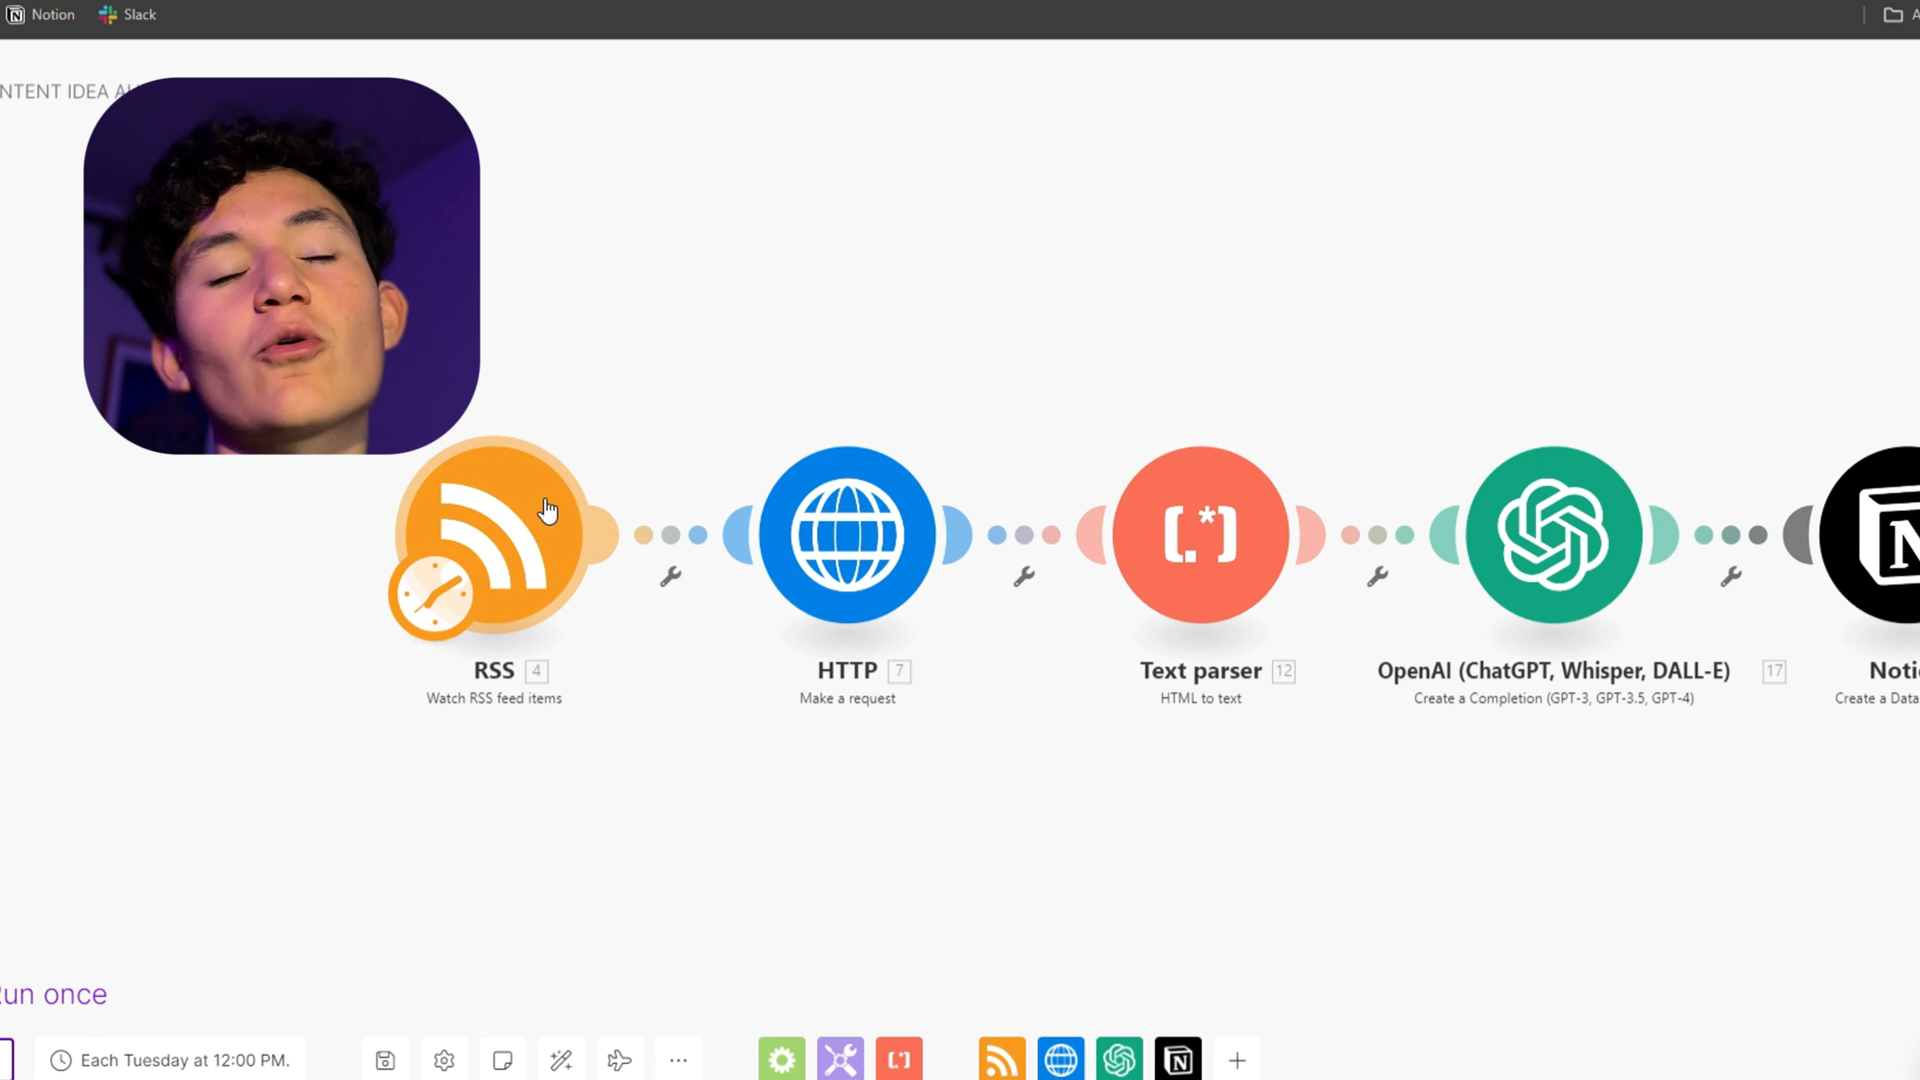 Notion Slack
NTENT IDEA
RSS 4
Watch RSS feed items
HTTP 7
Make a request
Text parser 12
HTML to text
OpenAI (ChatGPT, Whisper, DALL-E) 17
Create a Completion (GPT-3, GPT-3.5, GPT-4)
Noti
Create a Data
Run once
Each Tuesday at 12:00 PM.